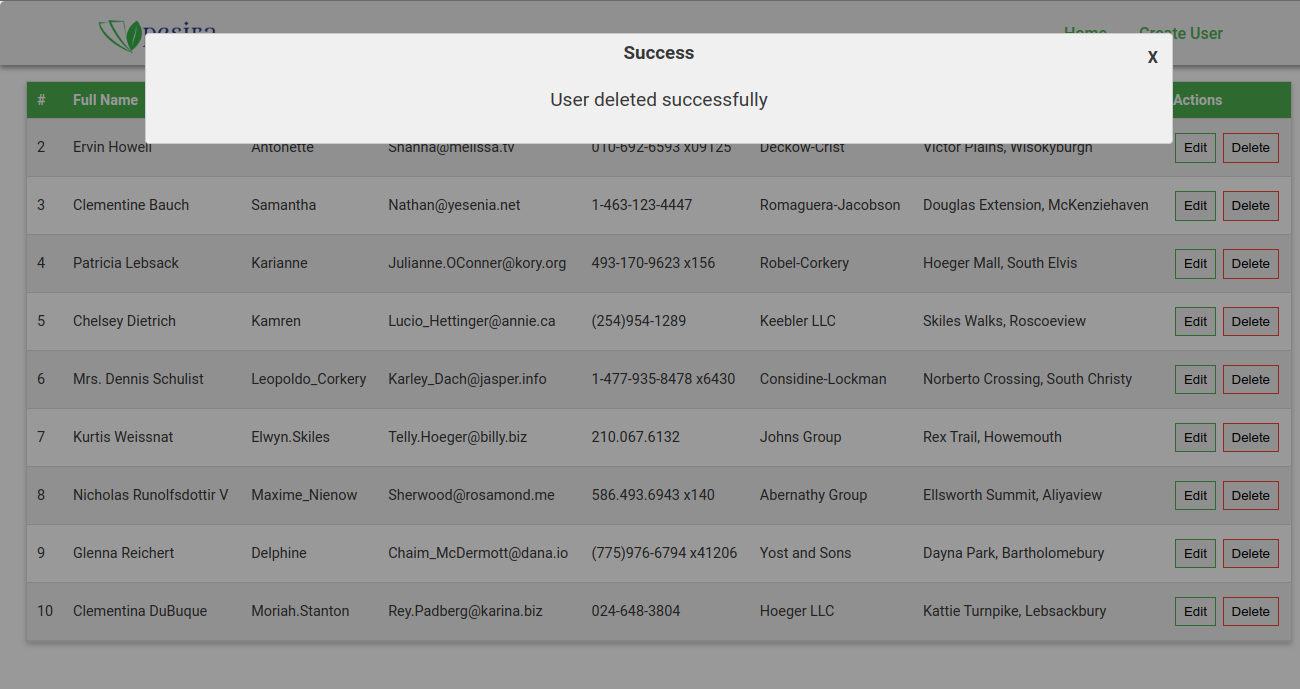 Home Create User
Success
X
User deleted successfully
# Full Name Actions
2 Ervin Howell Antonette Shanna@melissa.tv 010-692-6593 x09125 Deckow-Crist Victor Plains, Wisokyburgh Edit Delete
3 Clementine Bauch Samantha Nathan@yesenia.net 1-463-123-4447 Romaguera-Jacobson Douglas Extension, McKenziehaven Edit Delete
4 Patricia Lebsack Karianne Julianne.OConner@kory.org 493-170-9623 x156 Robel-Corkery Hoeger Mall, South Elvis Edit Delete
5 Chelsey Dietrich Kamren Lucio_Hettinger@annie.ca (254)954-1289 Keebler LLC Skiles Walks, Roscoeview Edit Delete
6 Mrs. Dennis Schulist Leopoldo_Corkery Karley_Dach@jasper.info 1-477-935-8478 x6430 Considine-Lockman Norberto Crossing, South Christy Edit Delete
7 Kurtis Weissnat Elwyn.Skiles Telly.Hoeger@billy.biz 210.067.6132 Johns Group Rex Trail, Howemouth Edit Delete
8 Nicholas Runolfsdottir V Maxime_Nienow Sherwood@rosamond.me 586.493.6943 x140 Abernathy Group Ellsworth Summit, Aliyaview Edit Delete
9 Glenna Reichert Delphine Chaim_McDermott@dana.io (775)976-6794 x41206 Yost and Sons Dayna Park, Bartholomebury Edit Delete
10 Clementina DuBuque Moriah.Stanton Rey.Padberg@karina.biz 024-648-3804 Hoeger LLC Kattie Turnpike, Lebsackbury Edit Delete